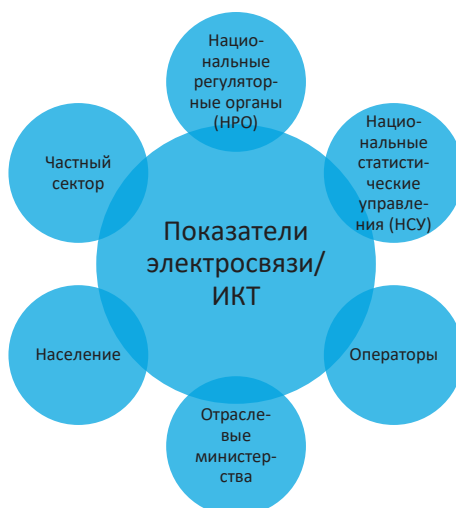 Нацио-
нальные
регулятор-
ные органы
(НРО)
Нацио-
нальные
статисти-
ческие
управле-
ния (НСУ)
Частный
сектор
Показатели
электросвязи/
ИКТ
Население
Операторы
Отрасле-
вые
министер-
ства